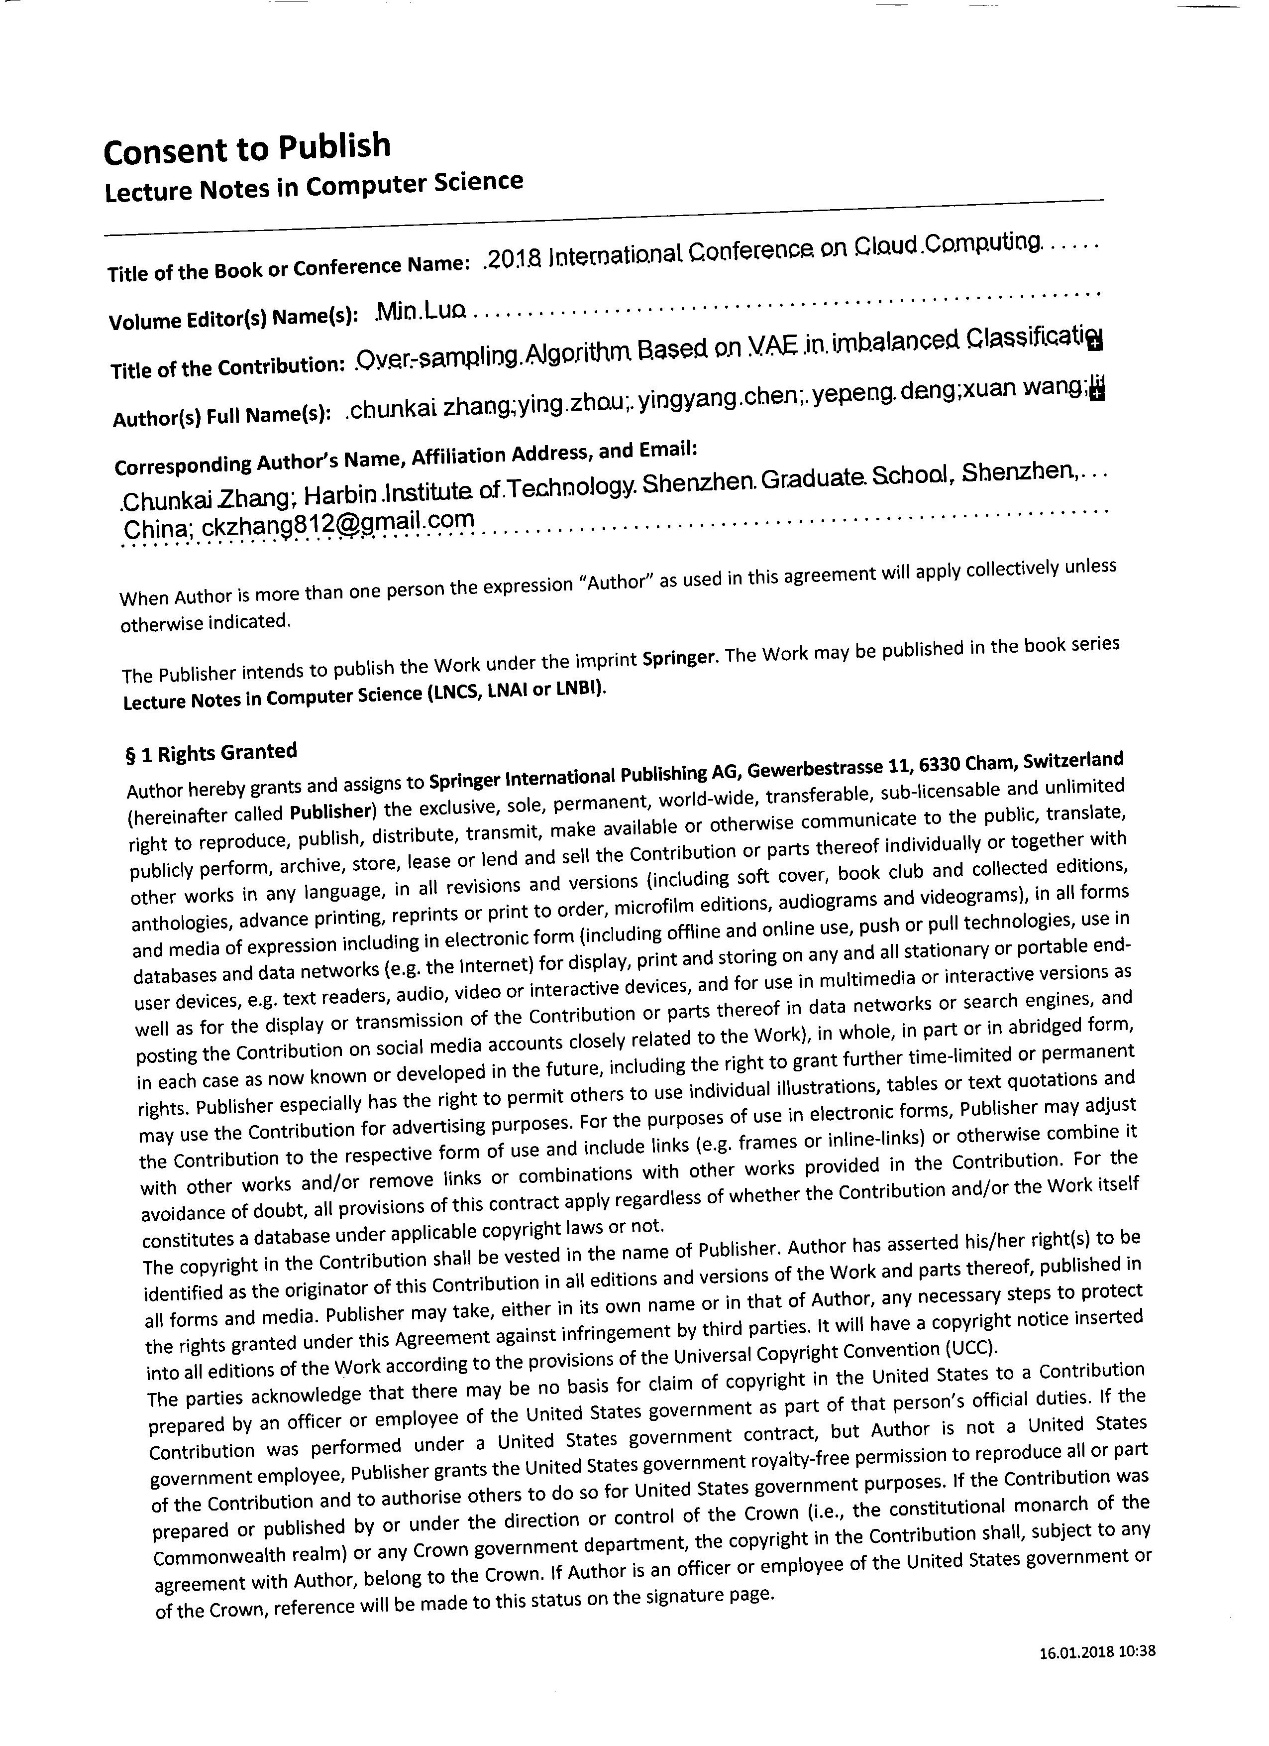 Consent to Publish
Lecture Notes in Computer Science
Title of the Book or Conference Name: 2018 International Conference on Cloud Computing
Volume Editor(s) Name(s): Min Luo
Title of the Contribution: Over-sampling Algorithm Based on VAE in imbalanced Classificati
Author(s) Full Name(s): chunkai zhang;ying zhou; yingyang chen; yepeng deng;xuan wang;
Corresponding Author's Name, Affiliation Address, and Email:
Chunkai Zhang; Harbin Institute of Technology Shenzhen Graduate School, Shenzhen,
China; ckzhang812@gmail.com
When Author is more than one person the expression "Author" as used in this agreement will apply collectively unless
otherwise indicated.
The Publisher intends to publish the Work under the imprint Springer. The Work may be published in the book series
Lecture Notes in Computer Science (LNCS, LNAI or LNBI).
§ 1 Rights Granted
Author hereby grants and assigns to Springer International Publishing AG, Gewerbestrasse 11, 6330 Cham, Switzerland
(hereinafter called Publisher) the exclusive, sole, permanent, world-wide, transferable, sub-licensable and unlimited
right to reproduce, publish, distribute, transmit, make available or otherwise communicate to the public, translate,
publicly perform, archive, store, lease or lend and sell the Contribution or parts thereof individually or together with
other works in any language, in all revisions and versions (including soft cover, book club and collected editions,
anthologies, advance printing, reprints or print to order, microfilm editions, audiograms and videograms), in all forms
and media of expression including in electronic form (including offline and online use, push or pull technologies, use in
databases and data networks (e.g. the Internet) for display, print and storing on any and all stationary or portable end-
user devices, e.g. text readers, audio, video or interactive devices, and for use in multimedia or interactive versions as
well as for the display or transmission of the Contribution or parts thereof in data networks or search engines, and
posting the Contribution on social media accounts closely related to the Work), in whole, in part or in abridged form,
in each case as now known or developed in the future, including the right to grant further time-limited or permanent
rights. Publisher especially has the right to permit others to use individual illustrations, tables or text quotations and
may use the Contribution for advertising purposes. For the purposes of use in electronic forms, Publisher may adjust
the Contribution to the respective form of use and include links (e.g. frames or inline-links) or otherwise combine it
with other works and/or remove links or combinations with other works provided in the Contribution. For the
avoidance of doubt, all provisions of this contract apply regardless of whether the Contribution and/or the Work itself
constitutes a database under applicable copyright laws or not.
The copyright in the Contribution shall be vested in the name of Publisher. Author has asserted his/her right(s) to be
identified as the originator of this Contribution in all editions and versions of the Work and parts thereof, published in
all forms and media. Publisher may take, either in its own name or in that of Author, any necessary steps to protect
the rights granted under this Agreement against infringement by third parties. It will have a copyright notice inserted
into all editions of the Work according to the provisions of the Universal Copyright Convention (UCC).
The parties acknowledge that there may be no basis for claim of copyright in the United States to a Contribution
prepared by an officer or employee of the United States government as part of that person's official duties. If the
Contribution was performed under a United States government contract, but Author is not a United States
government employee, Publisher grants the United States government royalty-free permission to reproduce all or part
of the Contribution and to authorise others to do so for United States government purposes. If the Contribution was
prepared or published by or under the direction or control of the Crown (i.e., the constitutional monarch of the
Commonwealth realm) or any Crown government department, the copyright in the Contribution shall, subject to any
agreement with Author, belong to the Crown. If Author is an officer or employee of the United States government or
of the Crown, reference will be made to this status on the signature page.
16.01.2018 10:38